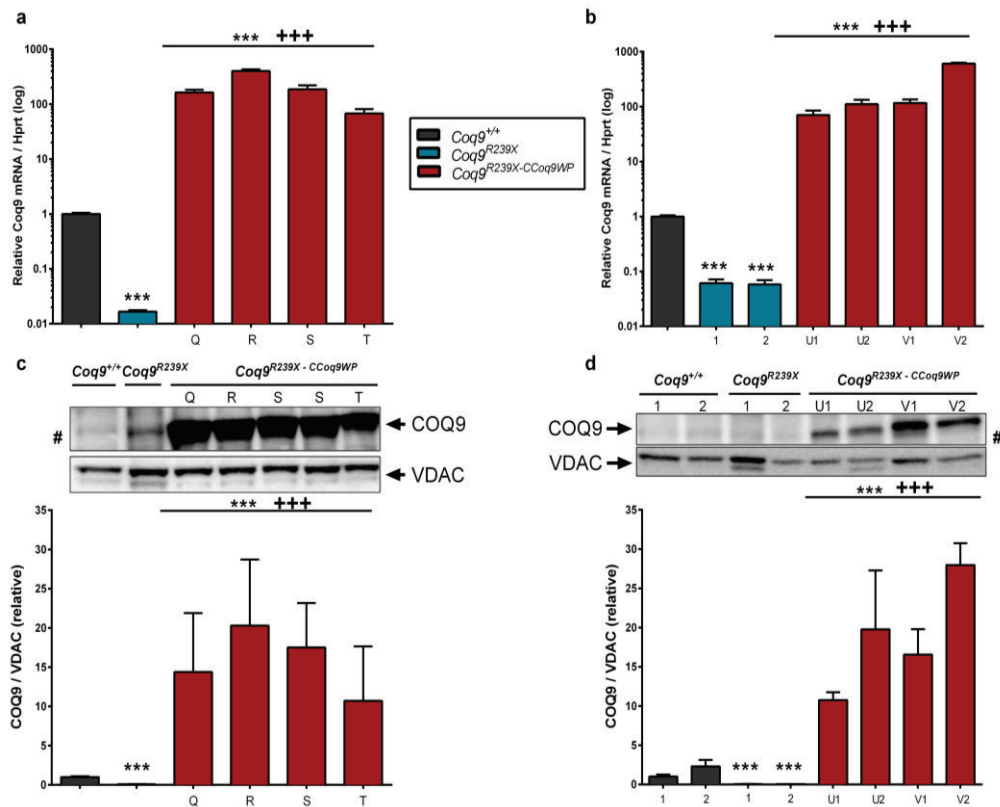 a
*** +++
1000
100
10
1
0.1
0.01
Relative Coq9 mRNA / Hprt (log)
***
Q R S T
Coq9+/+
Coq9R239X
Coq9R239X-CCoq9WP
b
*** +++
1000
100
10
1
0.1
0.01
Relative Coq9 mRNA / Hprt (log)
*** ***
1 2 U1 U2 V1 V2
c
Coq9+/+ Coq9R239X Coq9R239X - CCoq9WP
Q R S S T
COQ9
#
VDAC
*** +++
35
30
25
20
15
10
5
0
COQ9 / VDAC (relative)
***
Q R S T
d
Coq9+/+ Coq9R239X Coq9R239X - CCoq9WP
1 2 1 2 U1 U2 V1 V2
COQ9
#
VDAC
*** +++
35
30
25
20
15
10
5
0
COQ9 / VDAC (relative)
*** ***
1 2 1 2 U1 U2 V1 V2